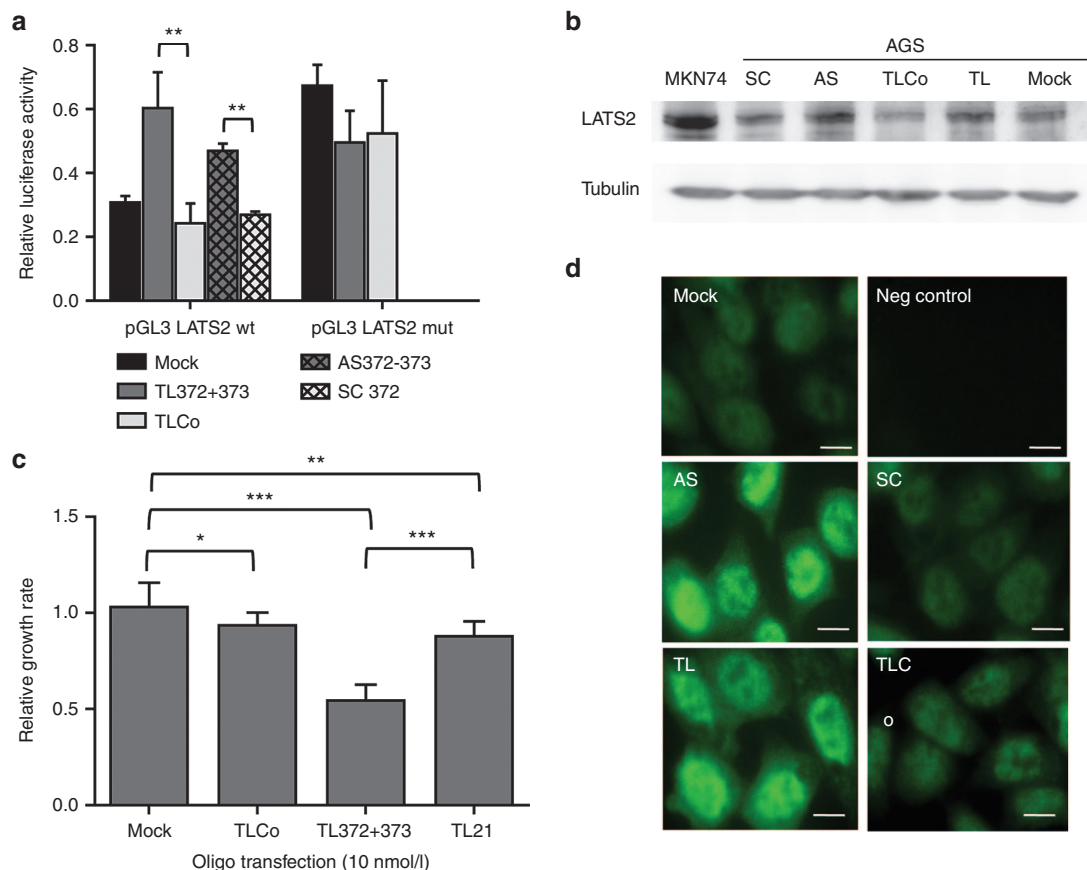 a
**
**
0.8
0.6
0.4
0.2
0.0
Relative luciferase activity
pGL3 LATS2 wt
pGL3 LATS2 mut
Mock
TL372+373
TLCo
AS372-373
SC 372
b
AGS
MKN74
SC
AS
TLCo
TL
Mock
LATS2
Tubulin
c
**
***
*
***
1.5
1.0
0.5
0.0
Relative growth rate
Mock
TLCo
TL372+373
TL21
Oligo transfection (10 nmol/l)
d
Mock
Neg control
AS
SC
TL
TLC
o